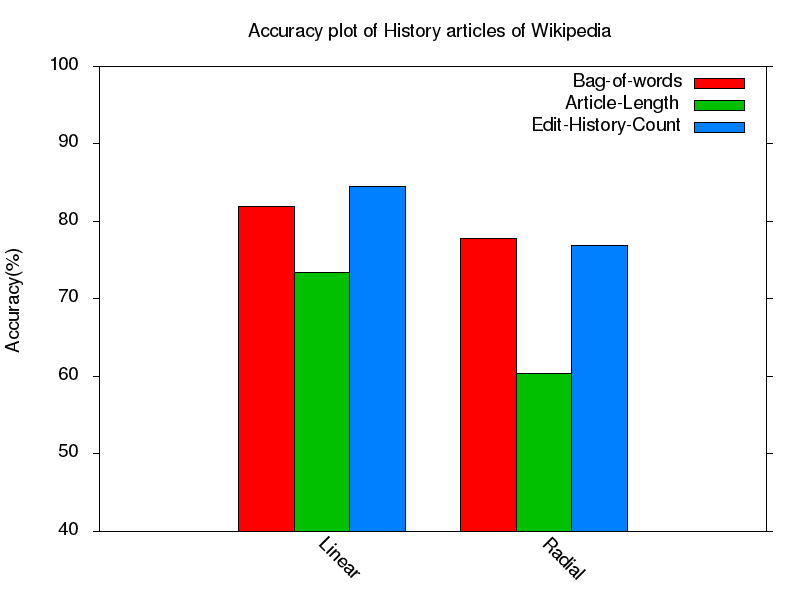 Accuracy plot of History articles of Wikipedia
100
90
80
70
60
50
40
Accuracy(%)
Bag-of-words
Article-Length
Edit-History-Count
Linear
Radial